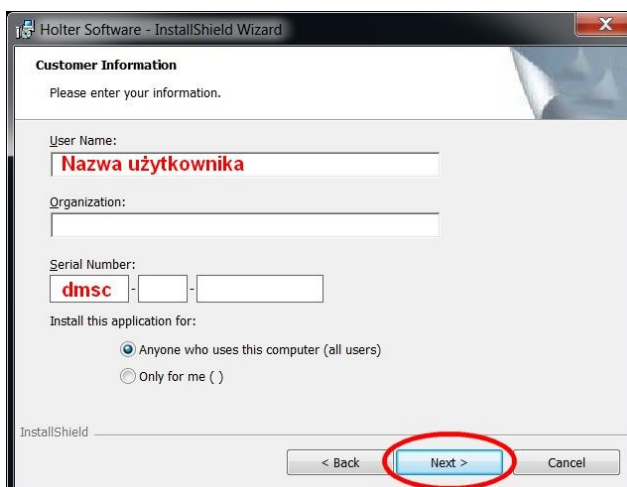 Holter Software - InstallShield Wizard
Customer Information
Please enter your information.
User Name:
Nazwa użytkownika
Organization:
Serial Number:
dmsc - -
Install this application for:
Anyone who uses this computer (all users)
Only for me ( )
InstallShield
< Back Next > Cancel